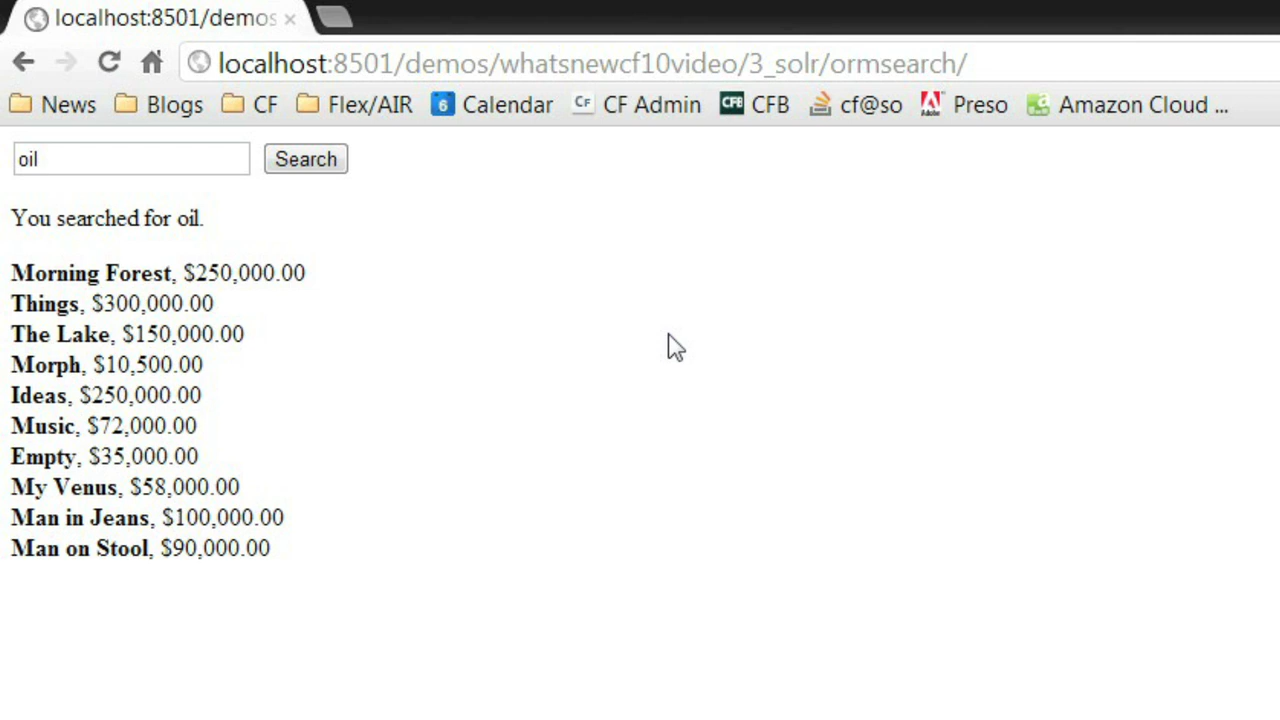 localhost:8501/demos
localhost:8501/demos/whatsnewcf10video/3_solr/ormsearch/
News Blogs CF Flex/AIR 6 Calendar CF CF Admin CFB CFB cf@so Adobe Preso Amazon Cloud ...
oil Search
You searched for oil.
Morning Forest, $250,000.00
Things, $300,000.00
The Lake, $150,000.00
Morph, $10,500.00
Ideas, $250,000.00
Music, $72,000.00
Empty, $35,000.00
My Venus, $58,000.00
Man in Jeans, $100,000.00
Man on Stool, $90,000.00